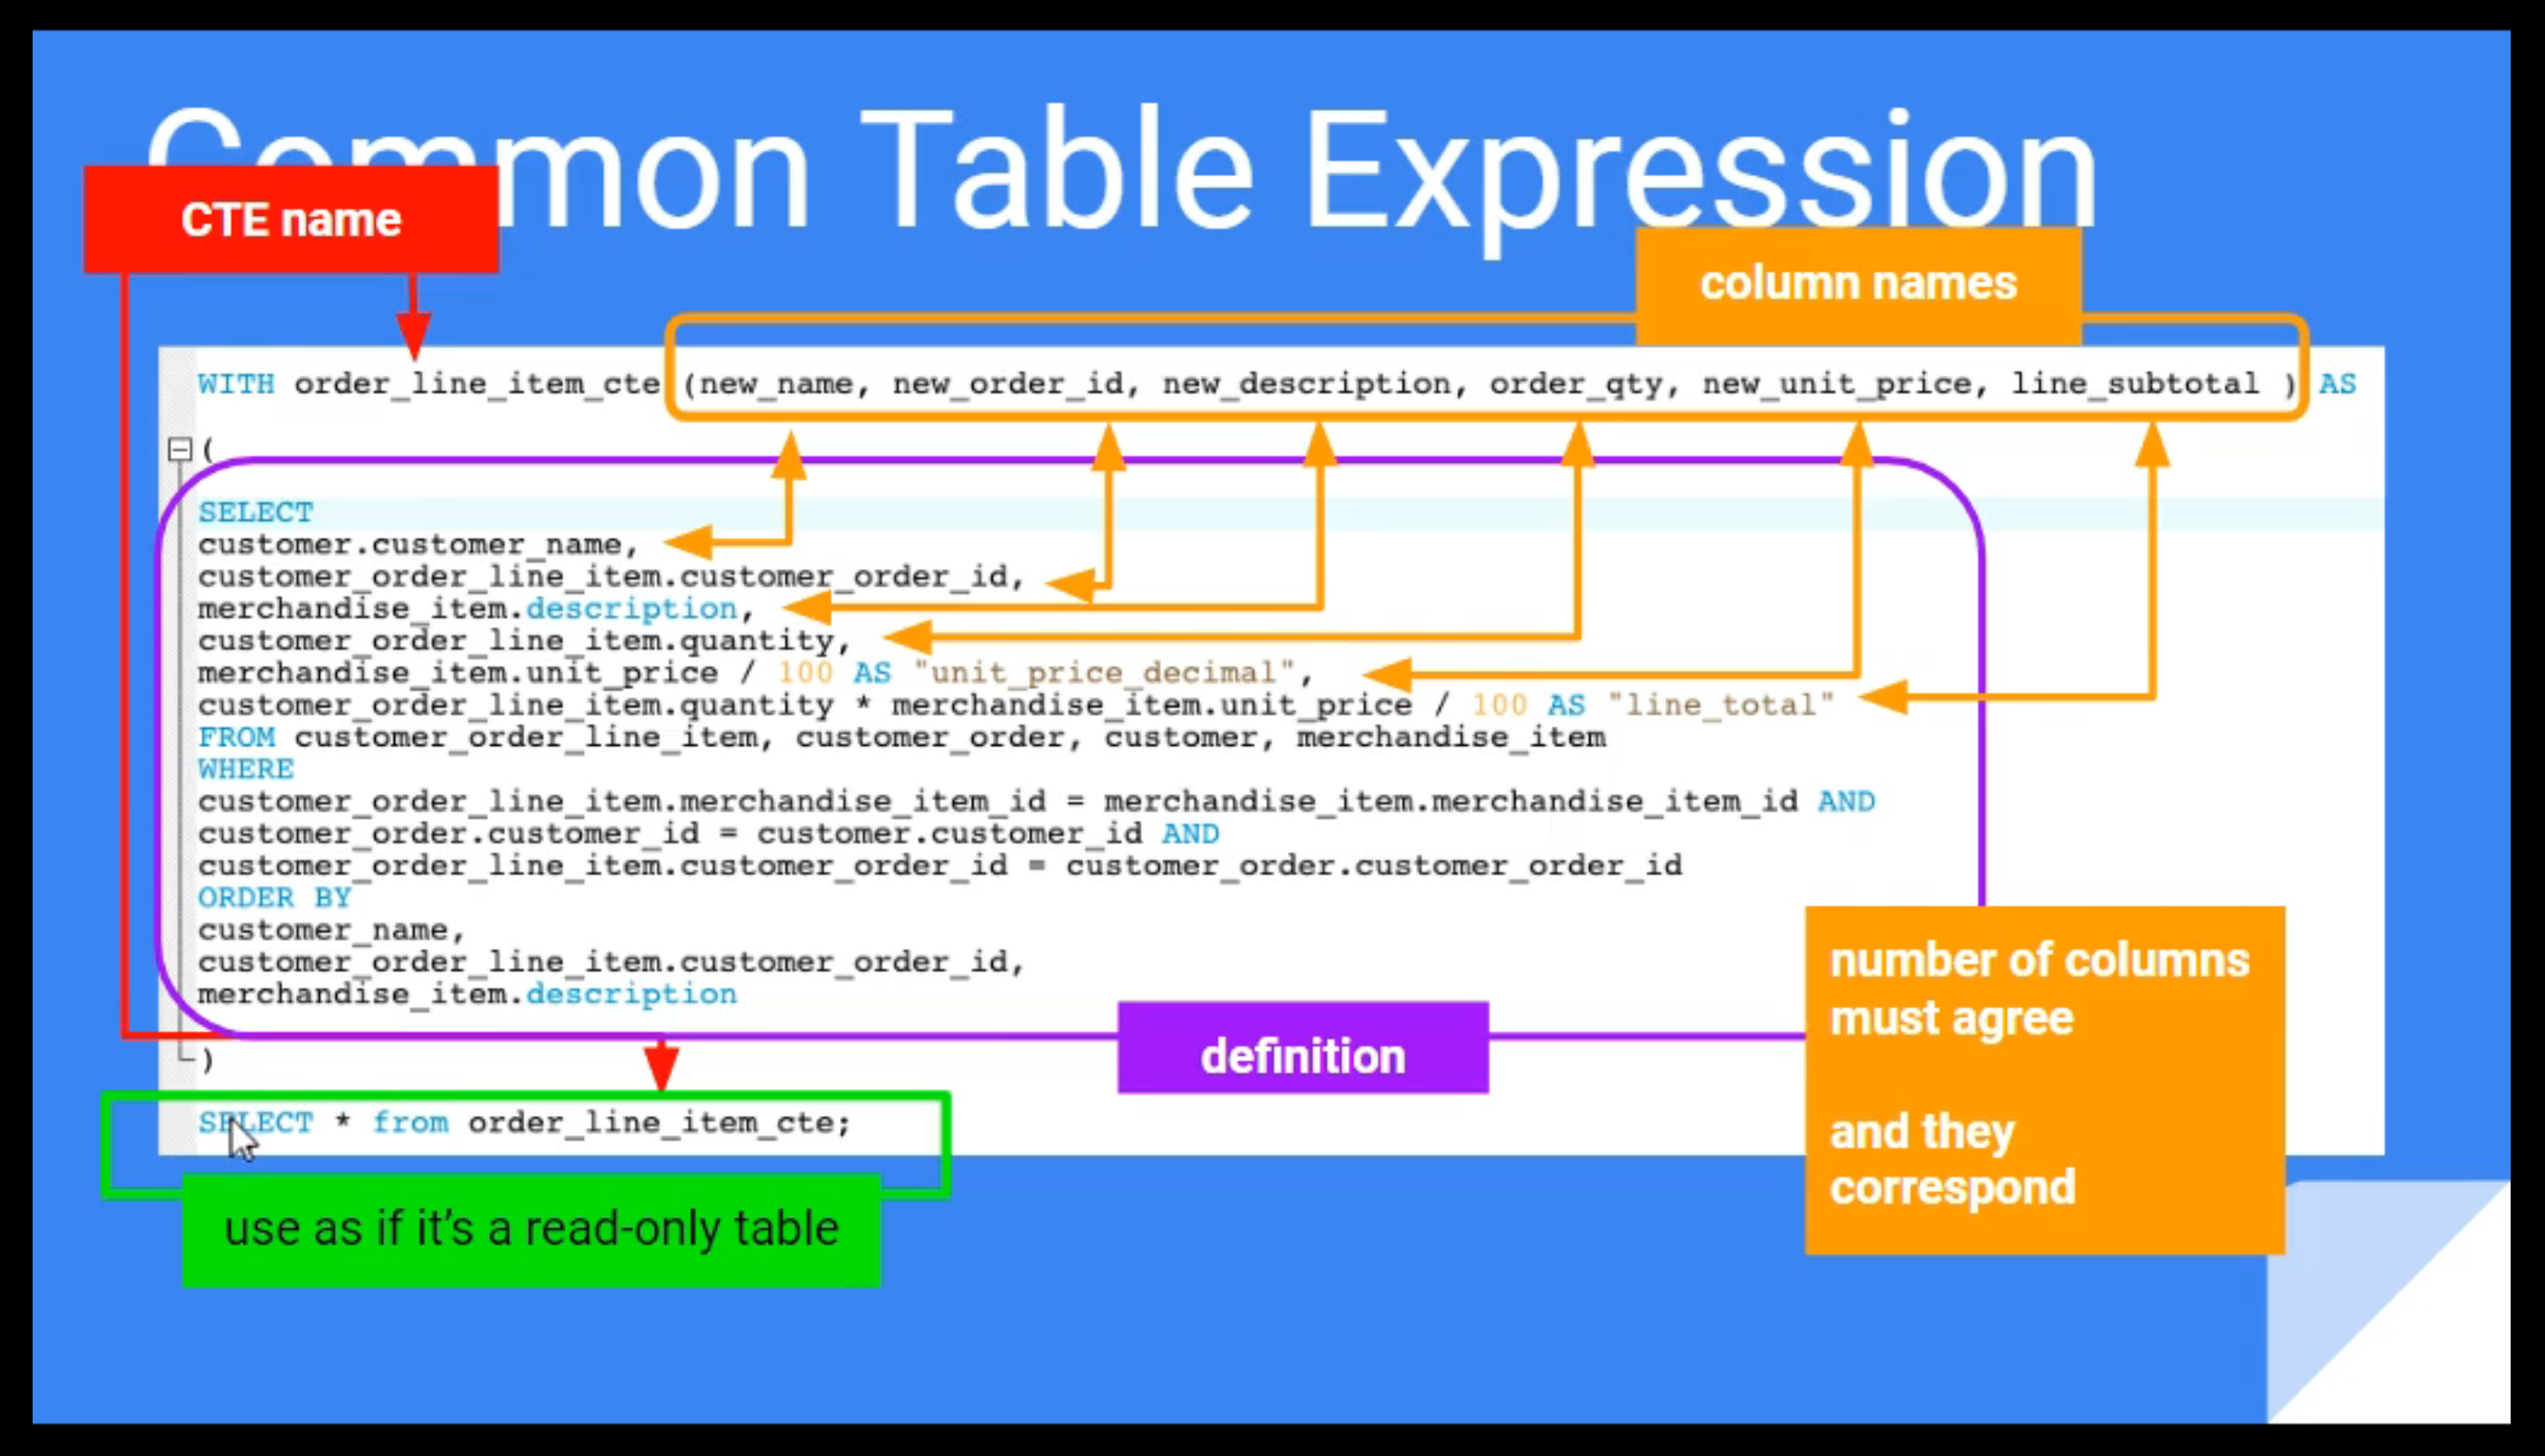 Common Table Expression
CTE name
column names
WITH order_line_item_cte (new_name, new_order_id, new_description, order_qty, new_unit_price, line_subtotal ) AS
(
SELECT
customer.customer_name,
customer_order_line_item.customer_order_id,
merchandise_item.description,
customer_order_line_item.quantity,
merchandise_item.unit_price / 100 AS "unit_price_decimal",
customer_order_line_item.quantity * merchandise_item.unit_price / 100 AS "line_total"
FROM customer_order_line_item, customer_order, customer, merchandise_item
WHERE
customer_order_line_item.merchandise_item_id = merchandise_item.merchandise_item_id AND
customer_order.customer_id = customer.customer_id AND
customer_order_line_item.customer_order_id = customer_order.customer_order_id
ORDER BY
customer_name,
customer_order_line_item.customer_order_id,
merchandise_item.description
)
SELECT * from order_line_item_cte;
definition
number of columns
must agree
and they
correspond
use as if it's a read-only table